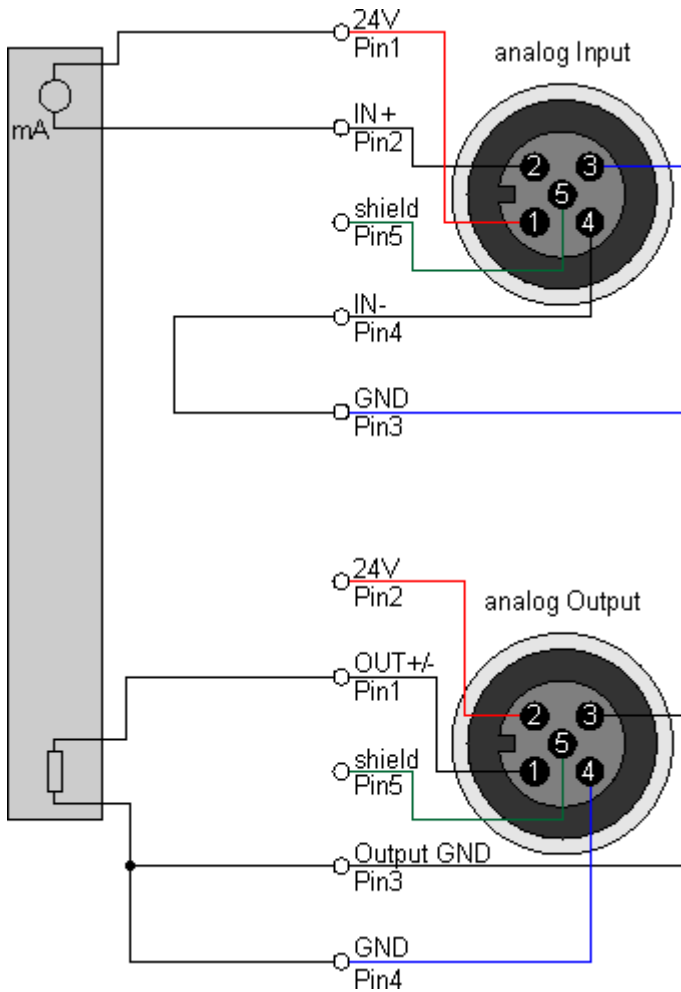 24V
Pin1
analog Input
mA
IN+
Pin2
2
3
5
shield
Pin5
1
4
IN-
Pin4
GND
Pin3
24V
Pin2
analog Output
OUT+/-
Pin1
2
3
5
shield
Pin5
1
4
Output GND
Pin3
GND
Pin4